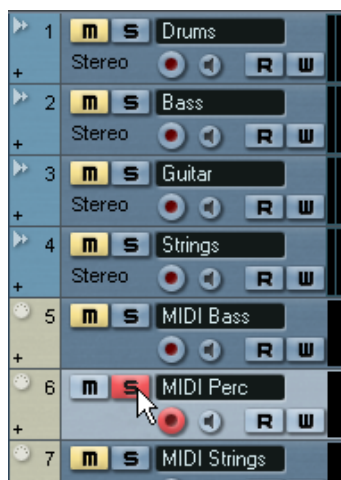 1 m S Drums
Stereo R W
+
2 m S Bass
Stereo R W
+
3 m S Guitar
Stereo R W
+
4 m S Strings
Stereo R W
+
5 m S MIDI Bass
R W
+
6 m S MIDI Perc
R W
+
7 m S MIDI Strings